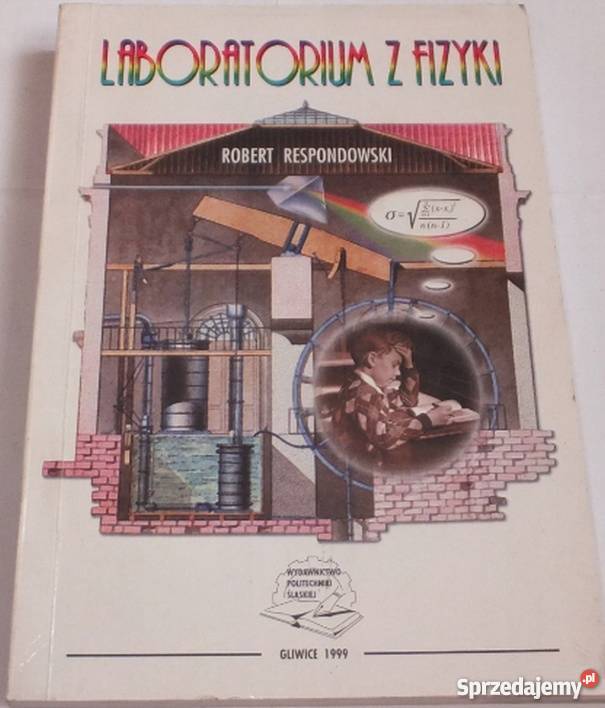 LABORATORIUM Z FIZYKI
ROBERT RESPONDOWSKI
WYDAWNICTWO
POLITECHNIKI
ŚLĄSKIEJ
GLIWICE 1999
Sprzedajemy.pl